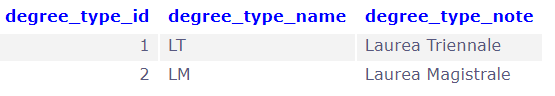 degree_type_id degree_type_name degree_type_note
1 LT Laurea Triennale
2 LM Laurea Magistrale